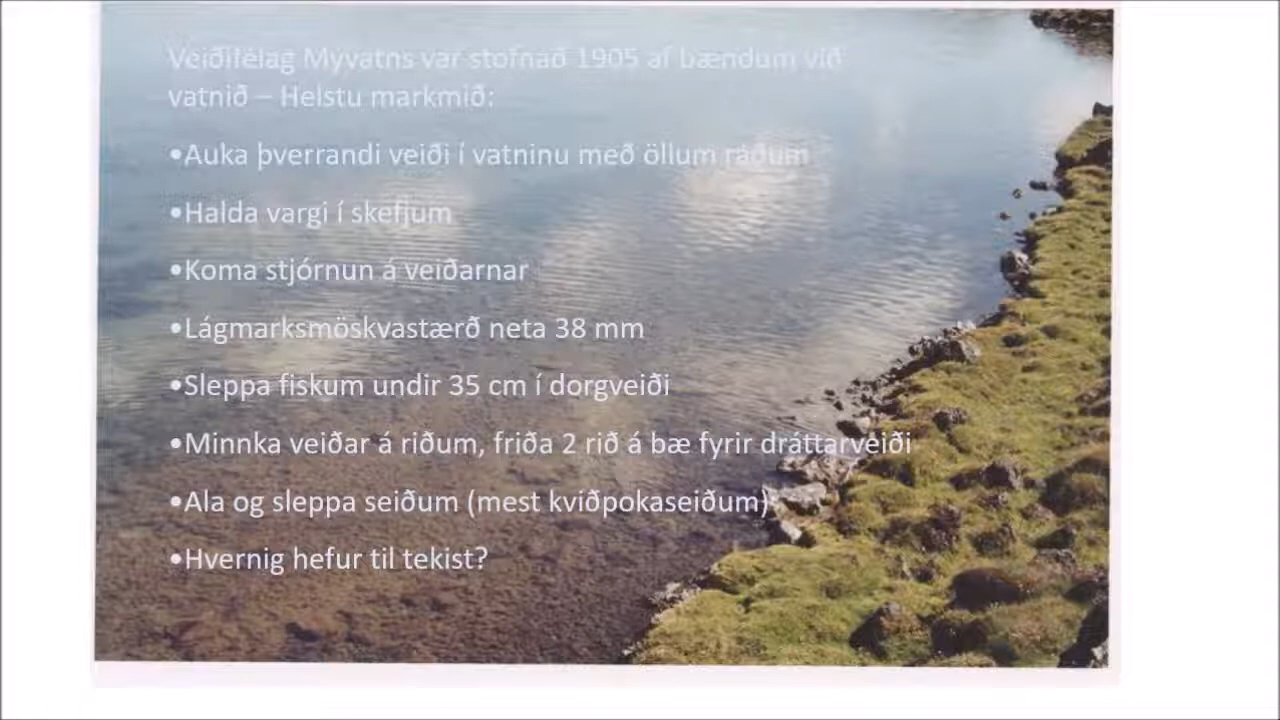 Veiðifélag Mývatns var stofnað 1905 af bændum við
vatnið – Helstu markmið:
•Auka þverrandi veiði í vatninu með öllum ráðum
•Halda vargi í skefjum
•Koma stjórnun á veiðarnar
•Lágmarksmöskvastærð neta 38 mm
•Sleppa fiskum undir 35 cm í dorgveiði
•Minnka veiðar á riðum, friða 2 rið á bæ fyrir dráttarveiði
•Ala og sleppa seiðum (mest kvíðpokaseiðum)
•Hvernig hefur til tekist?